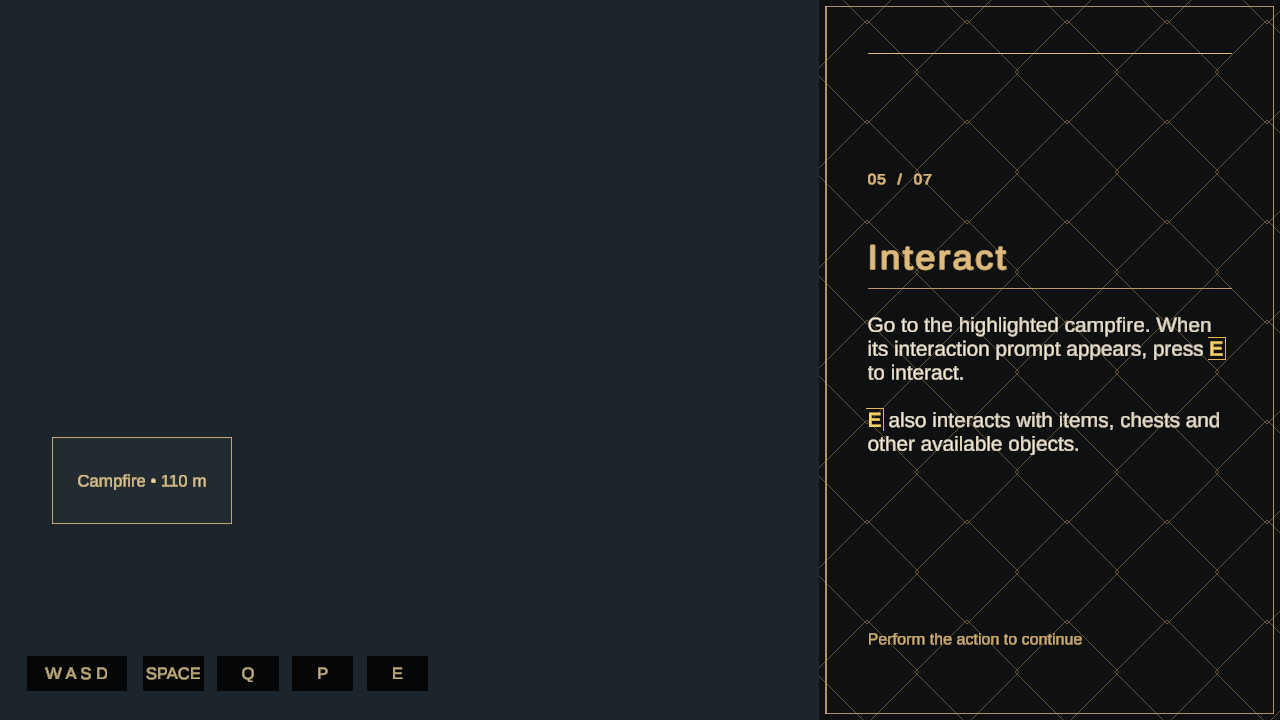 05 / 07
Interact
Go to the highlighted campfire. When
its interaction prompt appears, press E
to interact.
E also interacts with items, chests and
other available objects.
Campfire • 110 m
Perform the action to continue
W A S D SPACE Q P E